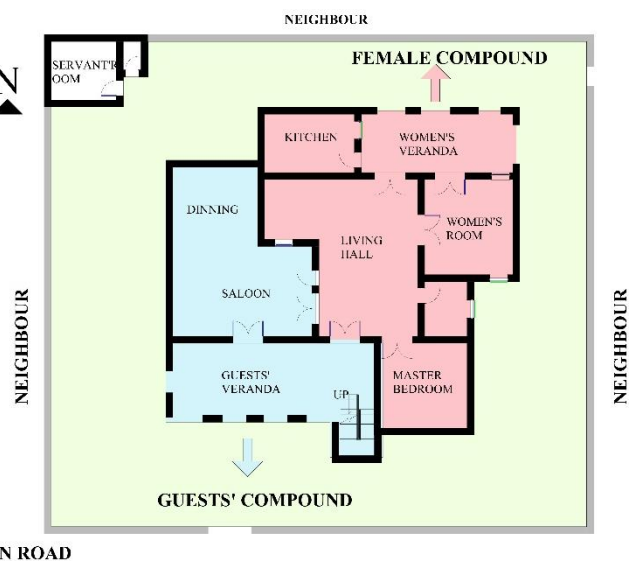 NEIGHBOUR
SERVANT'R
OOM
FEMALE COMPOUND
N
KITCHEN
WOMEN'S
VERANDA
DINNING
LIVING
HALL
WOMEN'S
ROOM
SALOON
NEIGHBOUR
NEIGHBOUR
GUESTS'
VERANDA
UP
MASTER
BEDROOM
GUESTS' COMPOUND
N ROAD